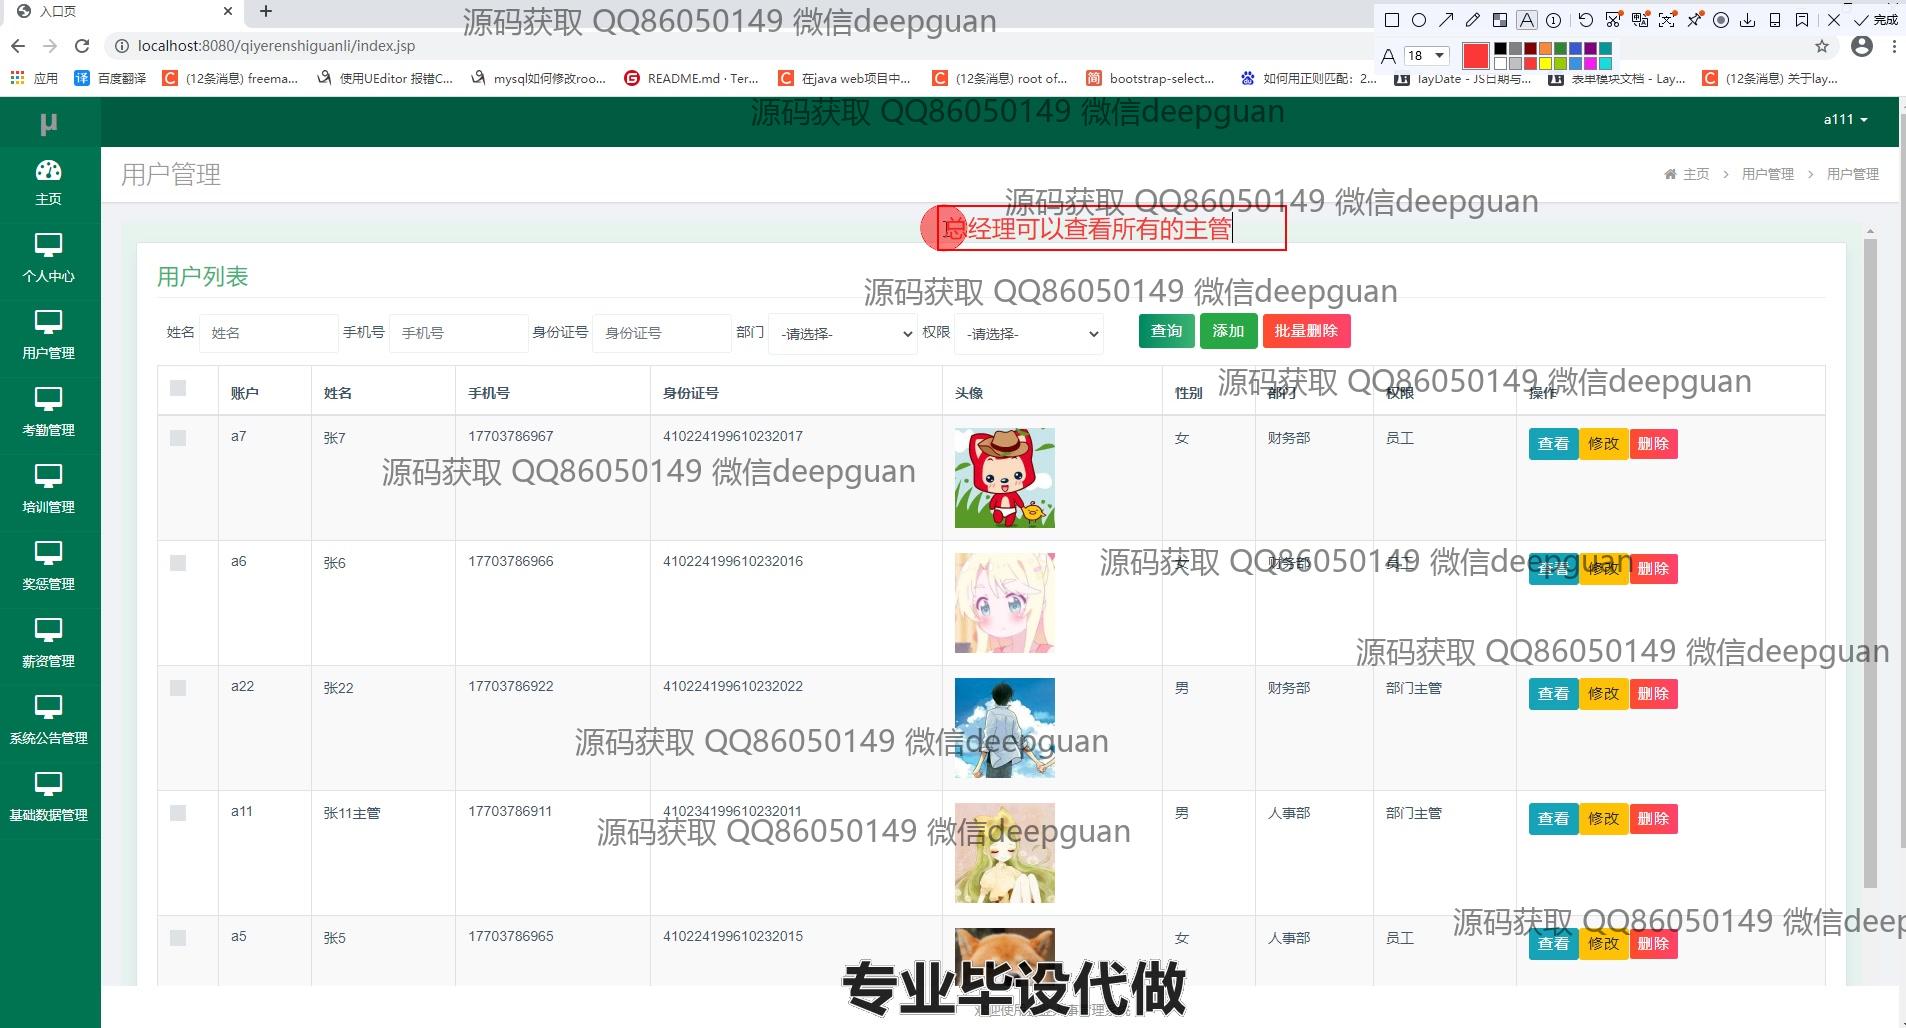 入口页
源码获取 QQ86050149 微信deepguan
完成
localhost:8080/qiyerenshiguanli/index.jsp
18
应用
百度翻译
(12条消息) freema...
使用UEditor 报错C...
mysql如何修改roo...
README.md · Ter...
在java web项目中...
(12条消息) root of...
bootstrap-select...
如何用正则匹配：2...
layDate - JS日期与...
表单模块文档 - Lay...
(12条消息) 关于lay...
μ
源码获取 QQ86050149 微信deepguan
a111
主页
用户管理
主页 > 用户管理 > 用户管理
源码获取 QQ86050149 微信deepguan
总经理可以查看所有的主管
个人中心
用户列表
源码获取 QQ86050149 微信deepguan
姓名 姓名 手机号 手机号 身份证号 身份证号 部门 -请选择- 权限 -请选择- 查询 添加 批量删除
用户管理
源码获取 QQ86050149 微信deepguan
账户 姓名 手机号 身份证号 头像 性别 部门 权限 操作
考勤管理
a7 张7 17703786967 410224199610232017 女 财务部 员工 查看 修改 删除
源码获取 QQ86050149 微信deepguan
培训管理
a6 张6 17703786966 410224199610232016 女 财务部 员工 查看 修改 删除
源码获取 QQ86050149 微信deepguan
奖惩管理
源码获取 QQ86050149 微信deepguan
薪资管理
a22 张22 17703786922 410224199610232022 男 财务部 部门主管 查看 修改 删除
源码获取 QQ86050149 微信deepguan
系统公告管理
a11 张11主管 17703786911 410234199610232011 男 人事部 部门主管 查看 修改 删除
基础数据管理
源码获取 QQ86050149 微信deepguan
源码获取 QQ86050149 微信deep
a5 张5 17703786965 410224199610232015 女 人事部 员工 查看 修改 删除
专业毕设代做